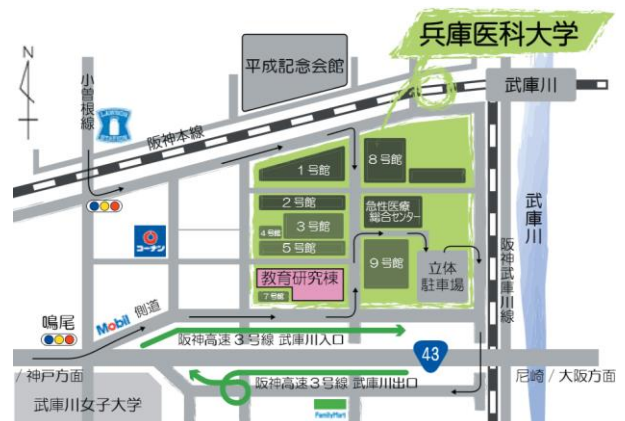 兵庫医科大学
N
平成記念会館
武庫川
小曽根線
LAWSON
STATION
阪神本線
1号館
8号館
2号館
3号館
4号館
5号館
急性医療
総合センター
コーナン
教育研究棟
7号館
9号館
立体
駐車場
武庫川
阪神武庫川線
鳴尾
Mobil
側道
阪神高速3号線 武庫川入口
43
/ 神戸方面
阪神高速3号線 武庫川出口
尼崎 / 大阪方面
武庫川女子大学
FamilyMart